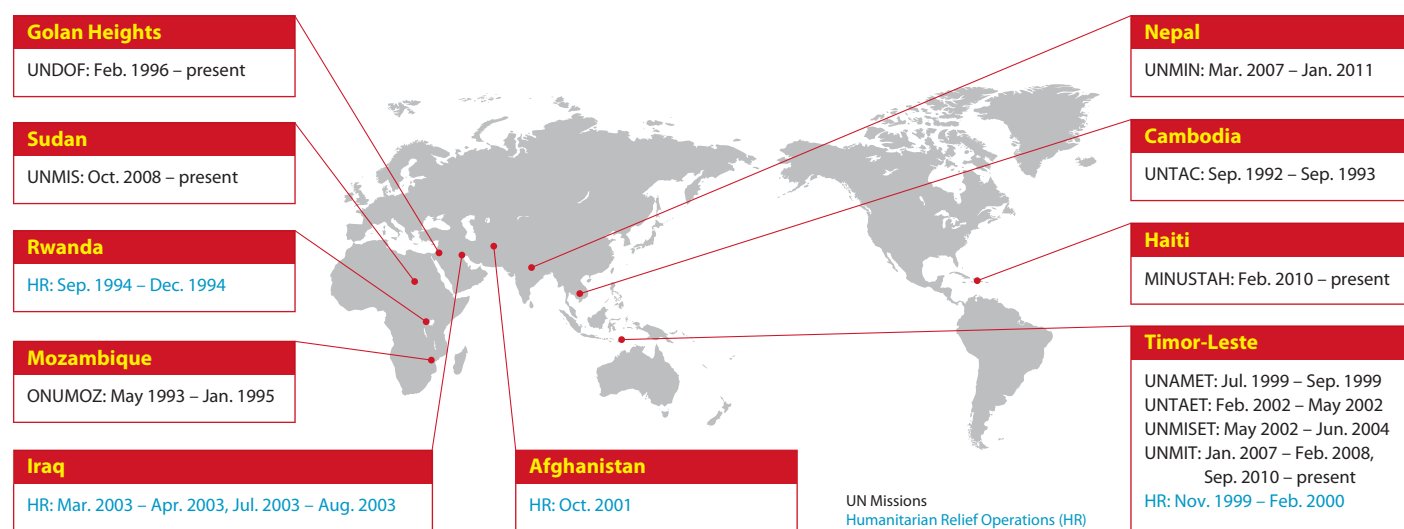 Golan Heights
UNDOF: Feb. 1996 – present
Sudan
UNMIS: Oct. 2008 – present
Rwanda
HR: Sep. 1994 – Dec. 1994
Mozambique
ONUMOZ: May 1993 – Jan. 1995
Iraq
HR: Mar. 2003 – Apr. 2003, Jul. 2003 – Aug. 2003
Afghanistan
HR: Oct. 2001
UN Missions
Humanitarian Relief Operations (HR)
Nepal
UNMIN: Mar. 2007 – Jan. 2011
Cambodia
UNTAC: Sep. 1992 – Sep. 1993
Haiti
MINUSTAH: Feb. 2010 – present
Timor-Leste
UNAMET: Jul. 1999 – Sep. 1999
UNTAET: Feb. 2002 – May 2002
UNMISET: May 2002 – Jun. 2004
UNMIT: Jan. 2007 – Feb. 2008,
Sep. 2010 – present
HR: Nov. 1999 – Feb. 2000